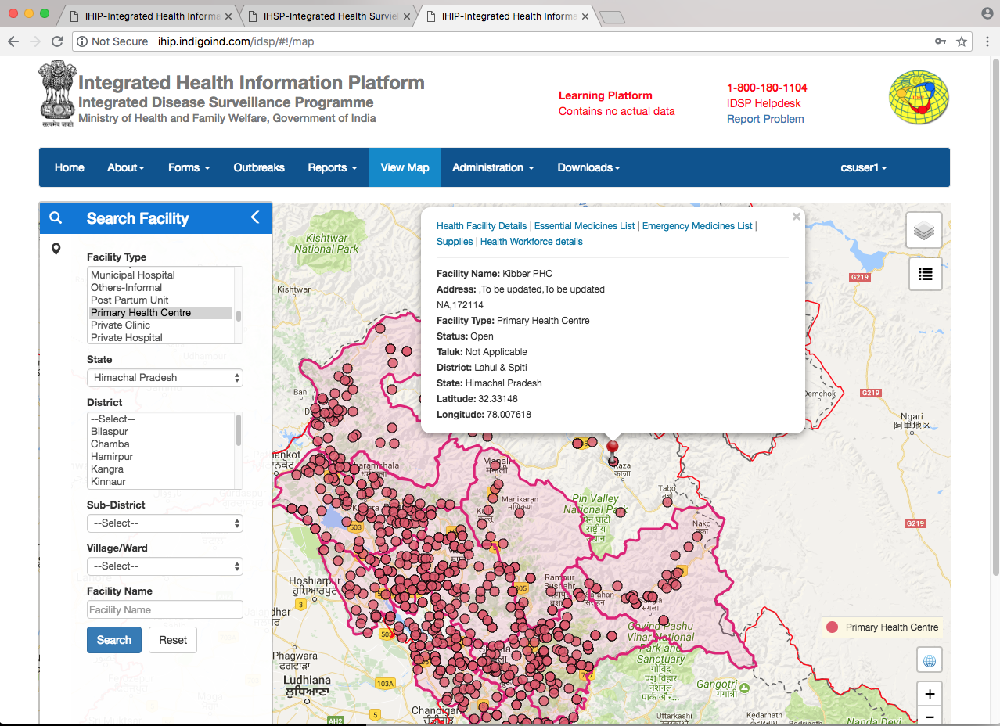 IHIP-Integrated Health Informa
IHSP-Integrated Health Surviel
IHIP-Integrated Health Informa
Not Secure
ihip.indigoind.com/idsp/#!/map
Integrated Health Information Platform
Integrated Disease Surveillance Programme
Ministry of Health and Family Welfare, Government of India
सत्यमेव जयते
Learning Platform
Contains no actual data
1-800-180-1104
IDSP Helpdesk
Report Problem
Home About Forms Outbreaks Reports View Map Administration Downloads csuser1
Search Facility
Facility Type
Municipal Hospital
Others-Informal
Post Partum Unit
Primary Health Centre
Private Clinic
Private Hospital
State
Himachal Pradesh
District
--Select--
Bilaspur
Chamba
Hamirpur
Kangra
Kinnaur
Sub-District
--Select--
Village/Ward
--Select--
Facility Name
Facility Name
Search Reset
Health Facility Details | Essential Medicines List | Emergency Medicines List |
Supplies | Health Workforce details
×
Facility Name: Kibber PHC
Address: ,To be updated,To be updated
NA,172114
Facility Type: Primary Health Centre
Status: Open
Taluk: Not Applicable
District: Lahul & Spiti
State: Himachal Pradesh
Latitude: 32.33148
Longitude: 78.007618
Kishtwar
National Park
Kishtwar
Bani
G219
G219
G219
Demchok
Ngari
阿里地区
Kaza
काजा
Tabo
Manali
मनाली
Manikaran
मणिकर्ण
Pin Valley
National Park
पिन घाटी
राष्ट्रीय
उद्यान
Nako
503
Hoshiarpur
ਹੁਸ਼ਿਆਰਪੁਰ
3
Rampur
Bushahr
305
Sarahan
Sangla
संगला
Govind Pashu
Vihar National
Park and
Sanctuary
गोविंद
पशु विहार
नेशनल
पार्क और...
Phagwara
ਫਗਵਾੜਾ
Ludhiana
ਲੁਧਿਆਣਾ
103A
5
AH2
Chandigarh
Gangotri
गंगोत्री
Uttarkashi
Kedarnath
Badrinath
Nanda Devi
Primary Health Centre
+
−